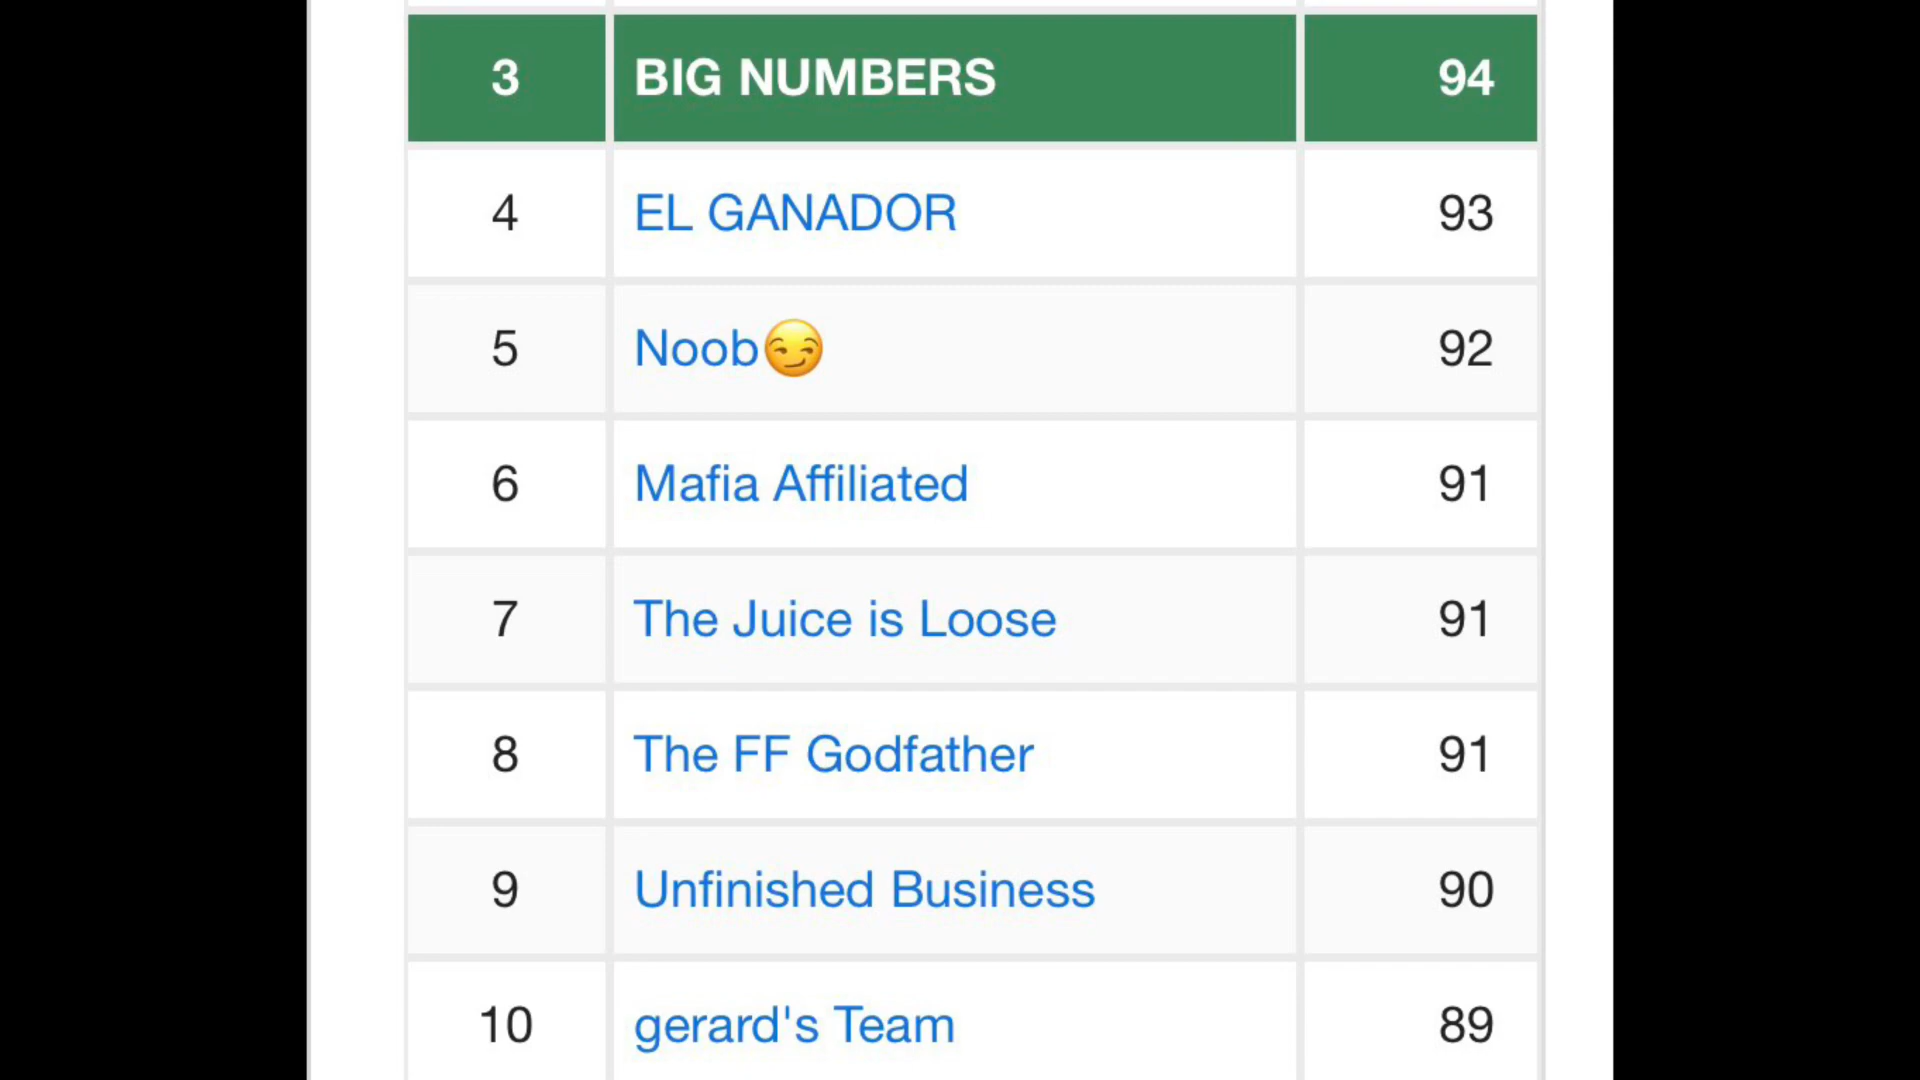 3 BIG NUMBERS 94
4 EL GANADOR 93
5 Noob😏 92
6 Mafia Affiliated 91
7 The Juice is Loose 91
8 The FF Godfather 91
9 Unfinished Business 90
10 gerard's Team 89